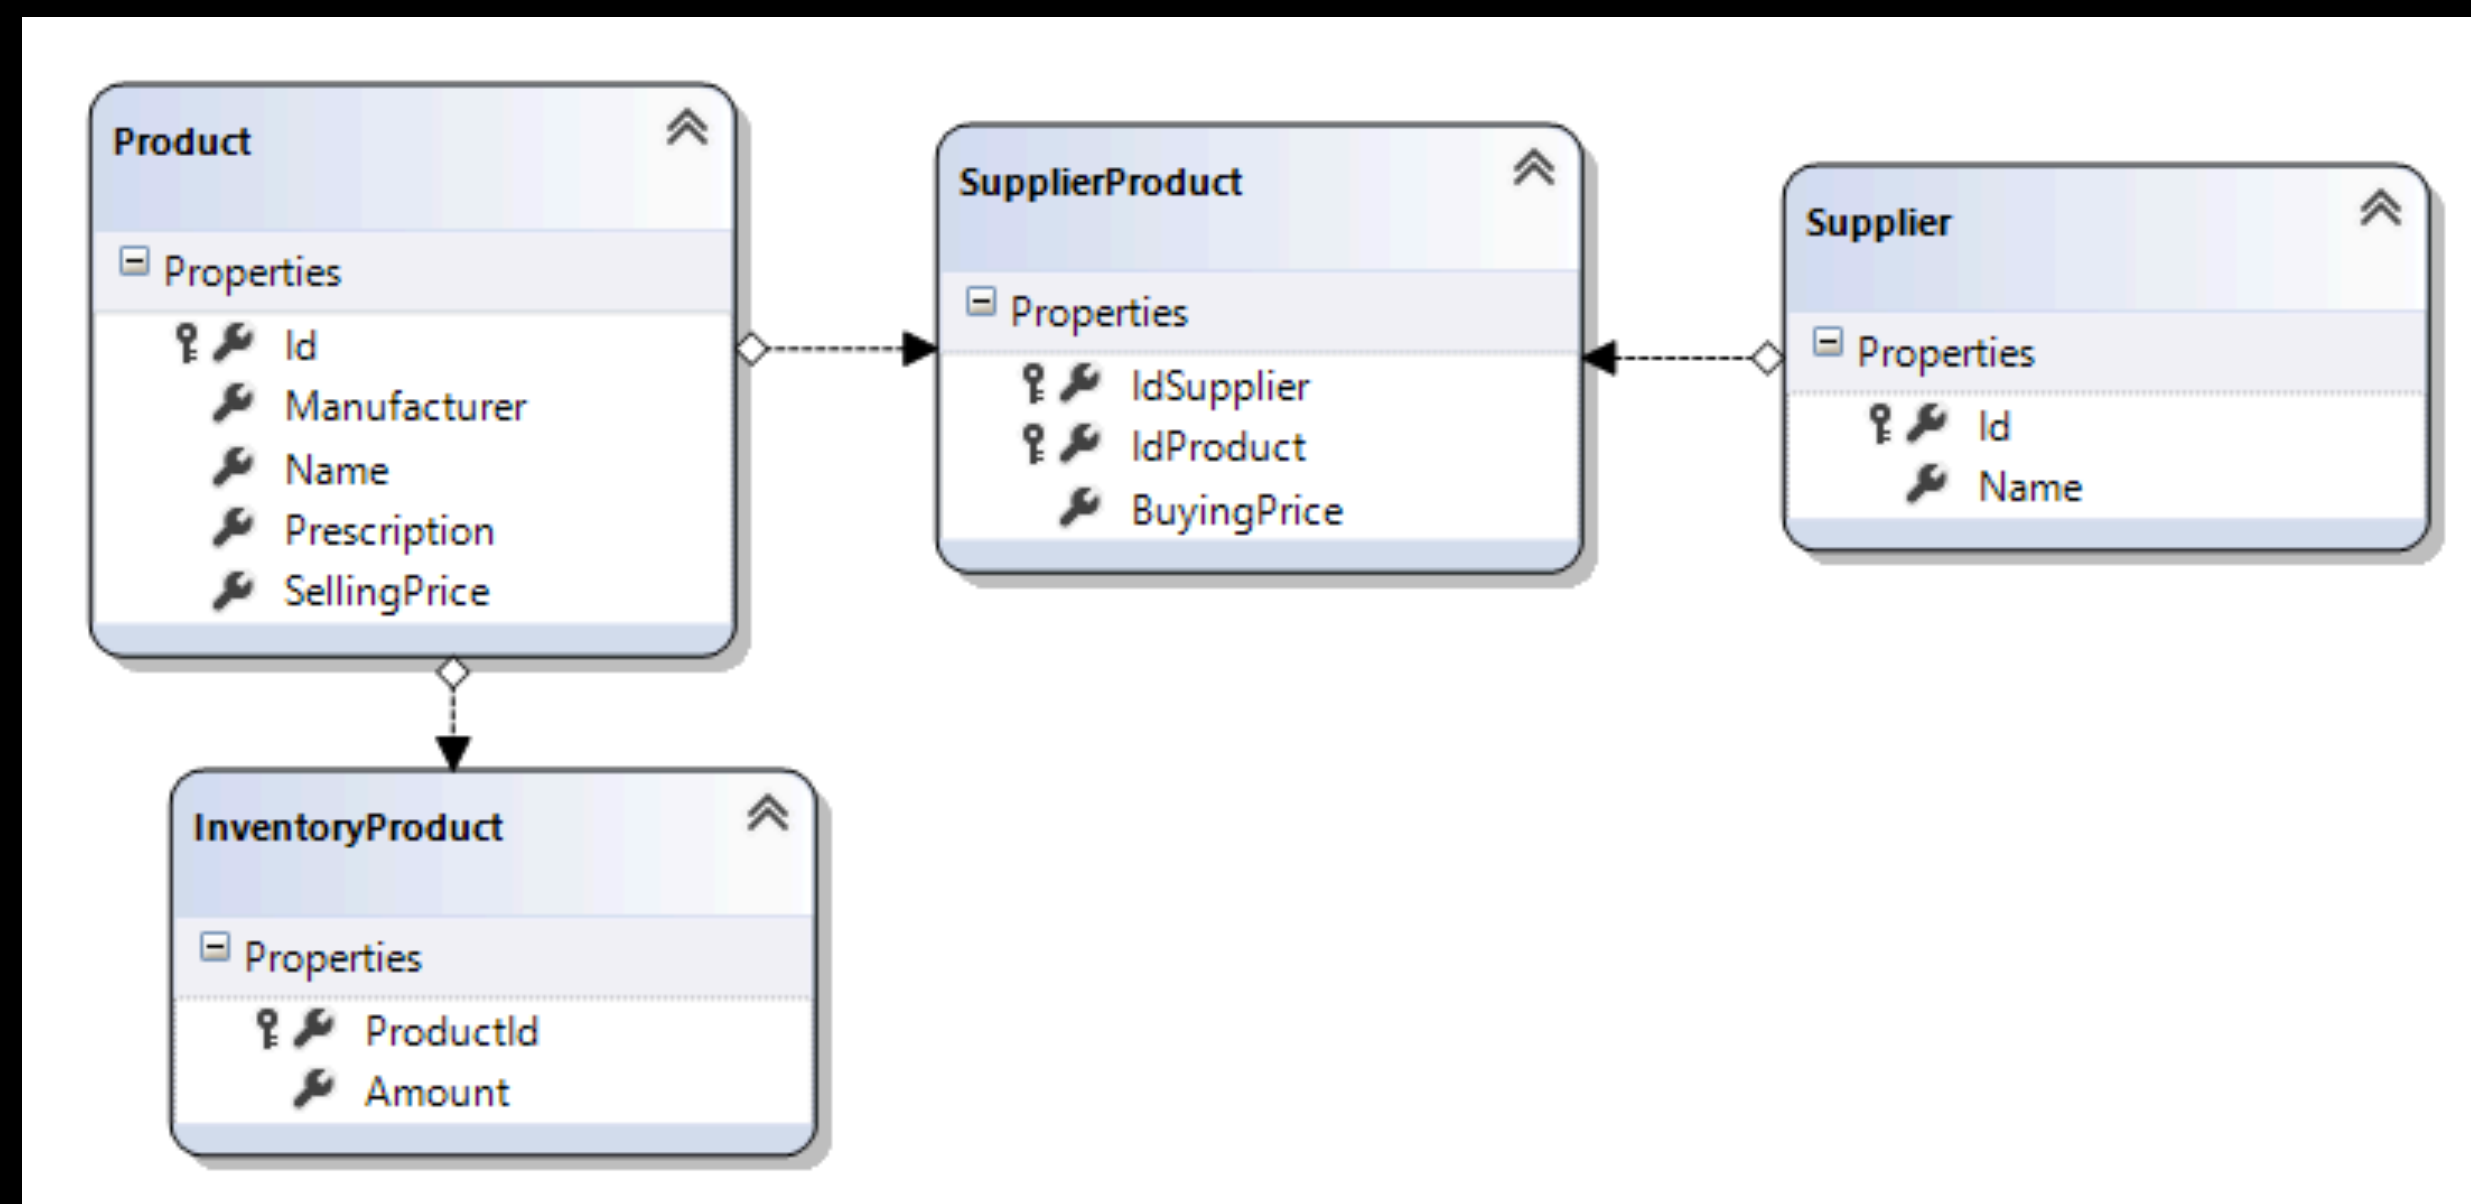 Product
Properties
Id
Manufacturer
Name
Prescription
SellingPrice
SupplierProduct
Properties
IdSupplier
IdProduct
BuyingPrice
Supplier
Properties
Id
Name
InventoryProduct
Properties
ProductId
Amount